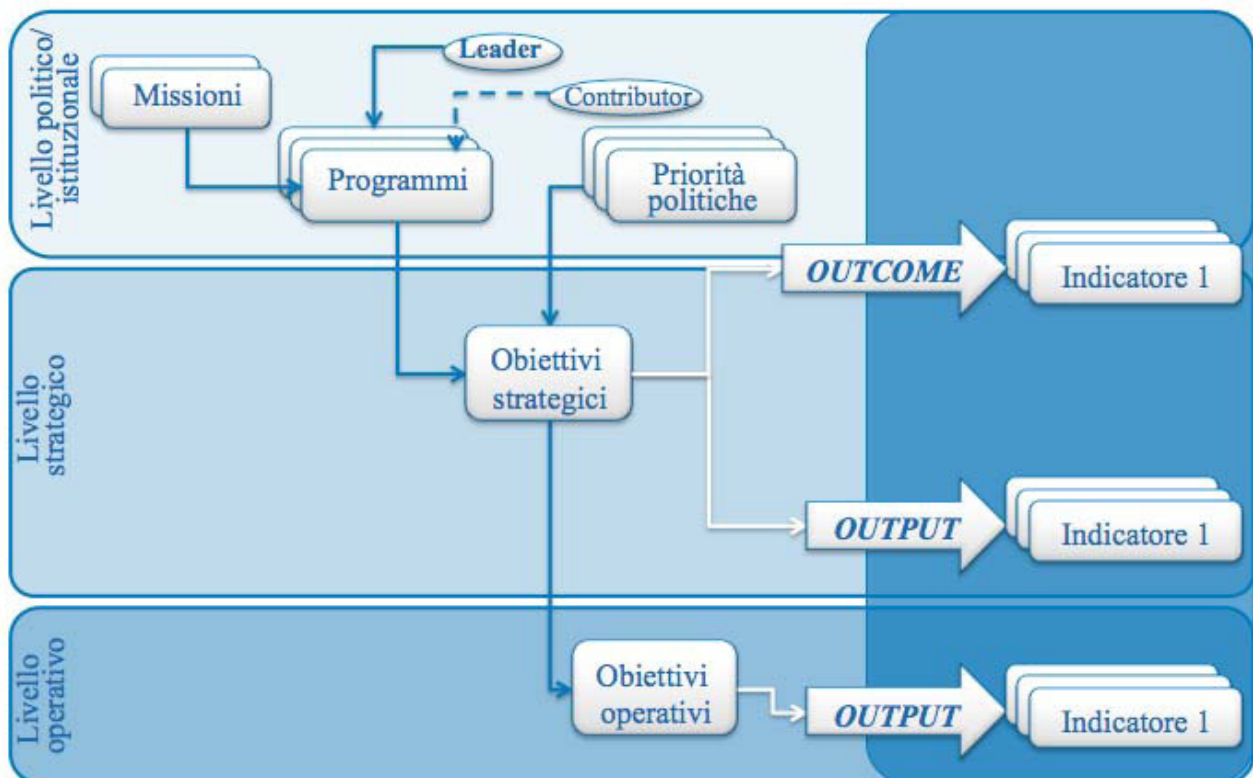 Livello politico/
istituzionale
Leader
Missioni
Contributor
Programmi
Priorità
politiche
OUTCOME
Indicatore 1
Livello
strategico
Obiettivi
strategici
OUTPUT
Indicatore 1
Livello
operativo
Obiettivi
operativi
OUTPUT
Indicatore 1